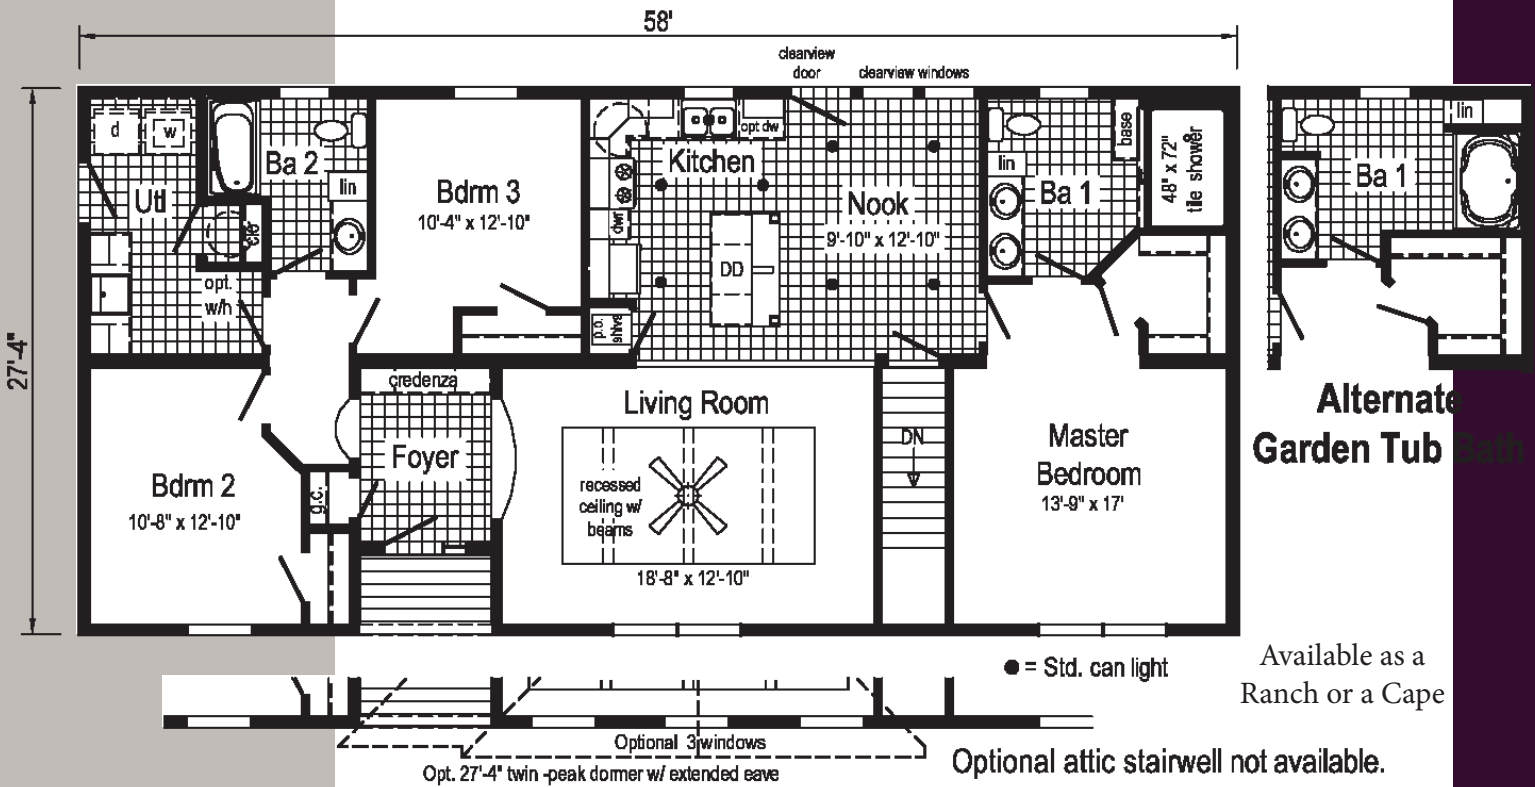 58'
clearview
door
clearview windows
27'-4"
d
w
Utl
Ba 2
lin
opt.
w/h
Bdrm 3
10'-4" x 12'-10"
Kitchen
opt dw
dwr
DD
p.o.
shlvs
Nook
9'-10" x 12'-10"
lin
Ba 1
base
48" x 72"
tile shower
lin
Ba 1
Alternate
Garden Tub Bath
Bdrm 2
10'-8" x 12'-10"
g.c.
credenza
Foyer
Living Room
recessed
ceiling w/
beams
18'-8" x 12'-10"
DN
Master
Bedroom
13'-9" x 17'
= Std. can light
Available as a
Ranch or a Cape
Optional 3 windows
Opt. 27'-4" twin -peak dormer w/ extended eave
Optional attic stairwell not available.